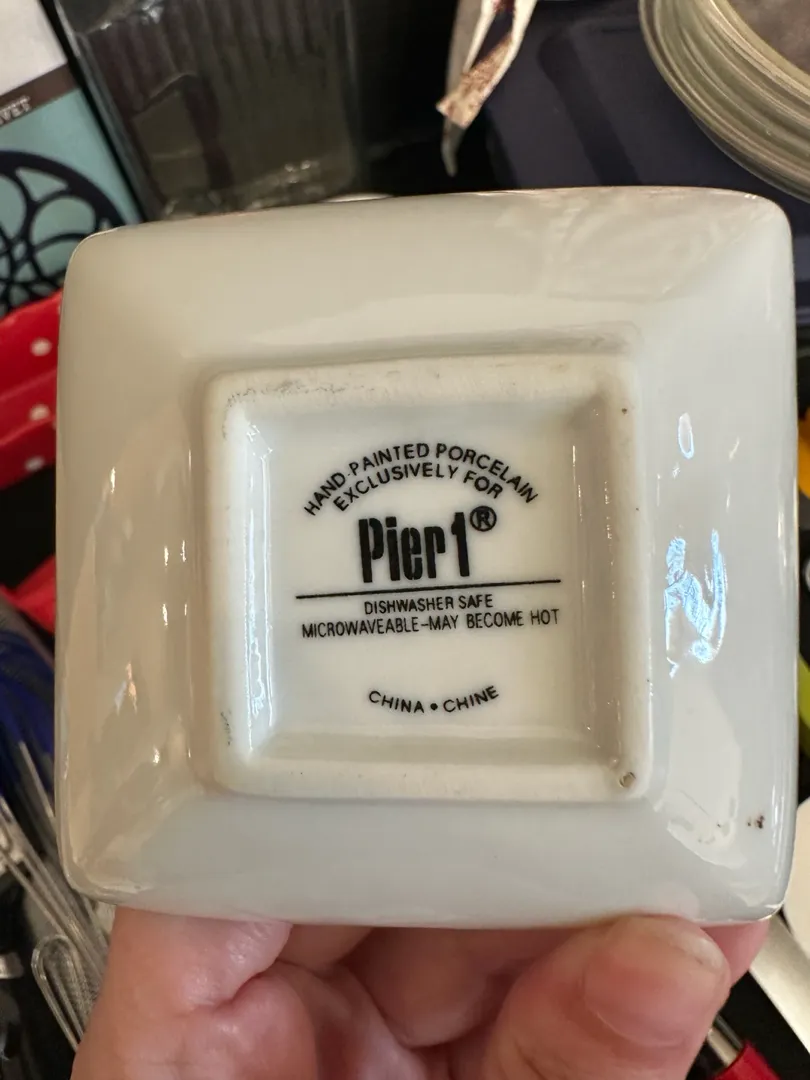 HAND-PAINTED PORCELAIN
EXCLUSIVELY FOR
Pier 1®
DISHWASHER SAFE
MICROWAVEABLE-MAY BECOME HOT
CHINA • CHINE